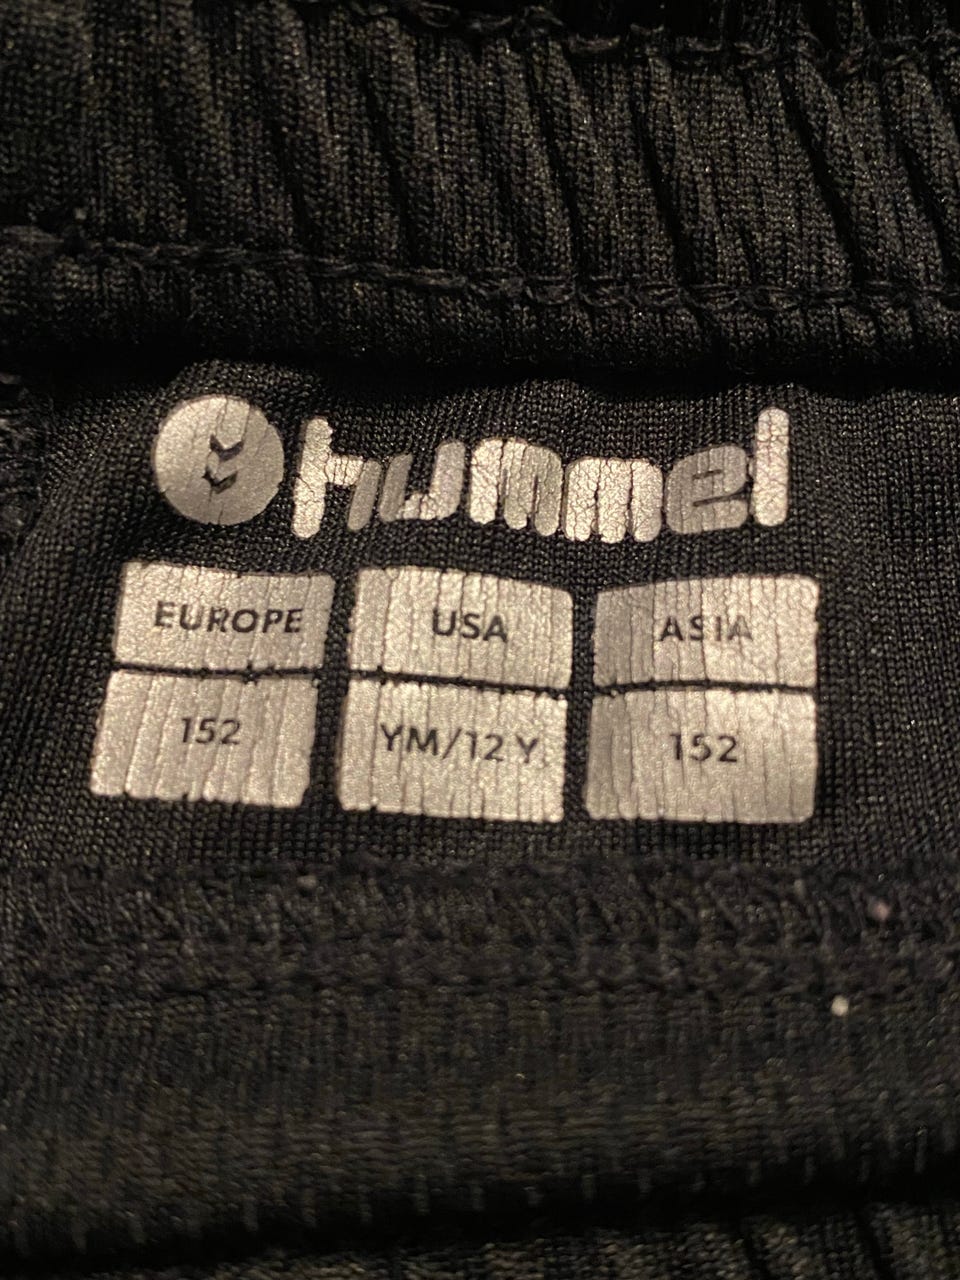 hummel
EUROPE USA ASIA
152 YM/12 Y 152